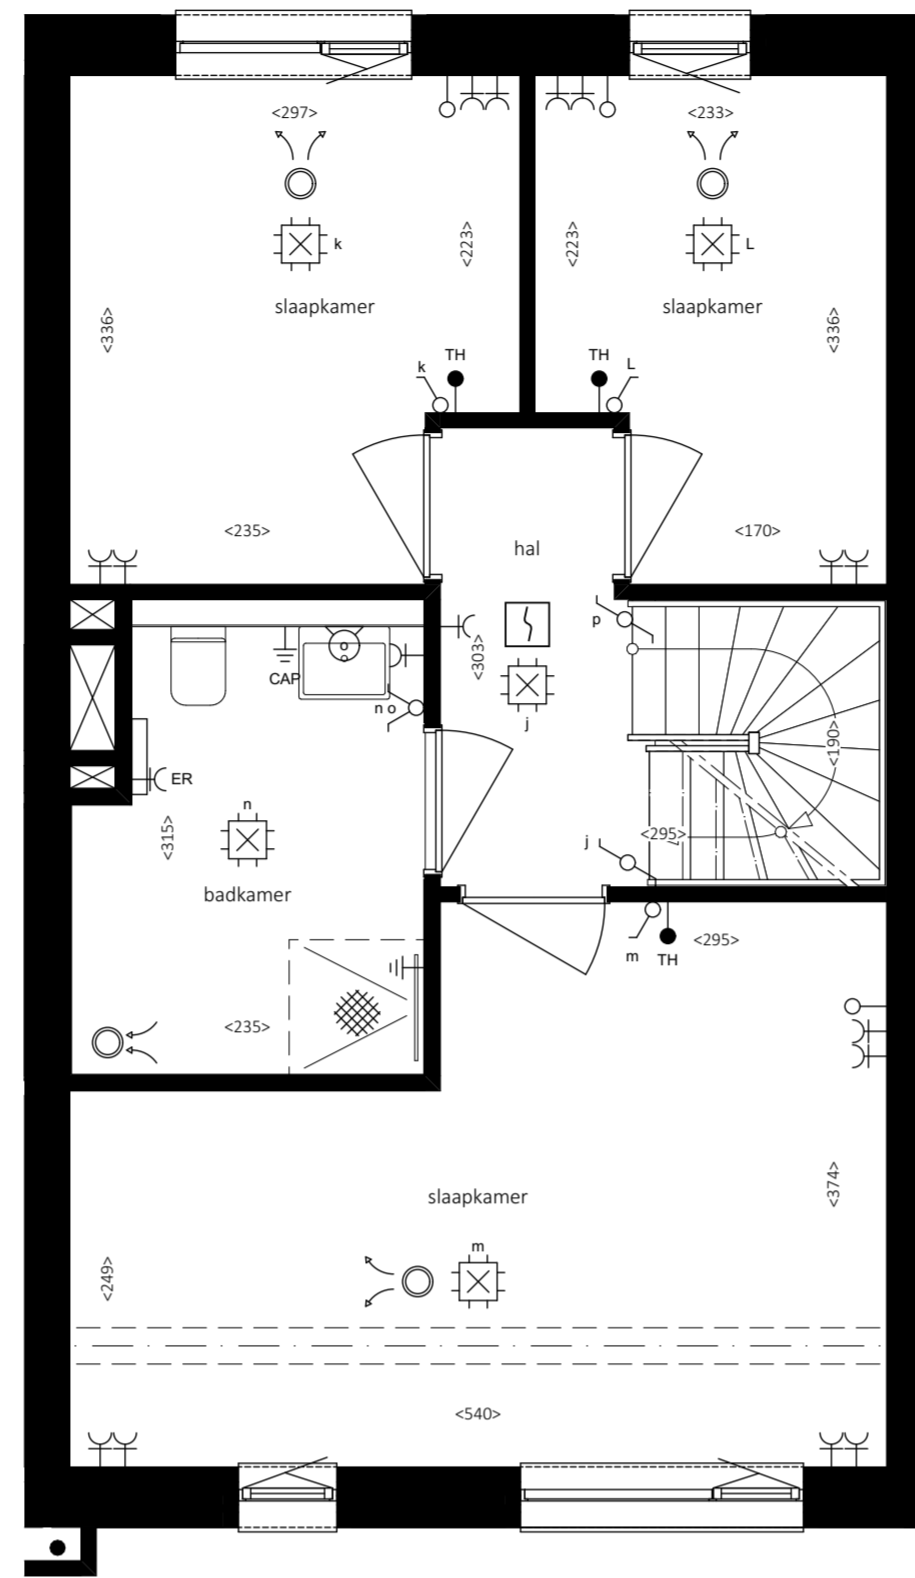 <297>
<233>
<223>
<223>
k
L
slaapkamer
slaapkamer
<336>
<336>
TH
TH
k
L
<235>
<170>
hal
p
<303>
CAP
n o
j
<190>
ER
n
<315>
<295>
j
badkamer
<295>
m
TH
<235>
<374>
slaapkamer
m
<249>
<540>